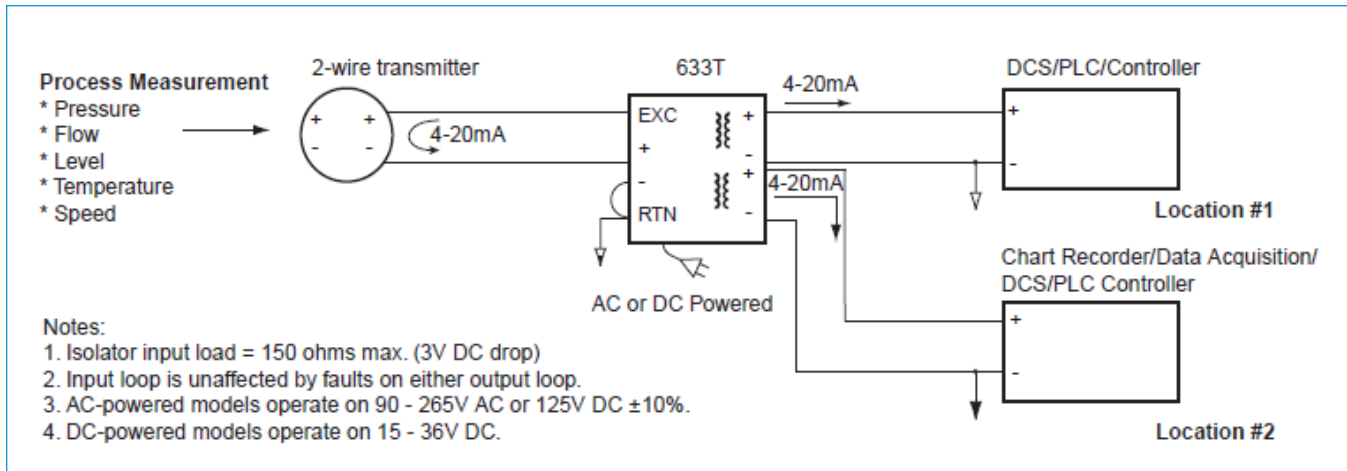 Process Measurement
* Pressure
* Flow
* Level
* Temperature
* Speed
2-wire transmitter
+ +
- -
4-20mA
633T
EXC
+
-
RTN
+
-
+
-
AC or DC Powered
4-20mA
4-20mA
DCS/PLC/Controller
+
-
Location #1
Chart Recorder/Data Acquisition/
DCS/PLC Controller
+
-
Location #2
Notes:
1. Isolator input load = 150 ohms max. (3V DC drop)
2. Input loop is unaffected by faults on either output loop.
3. AC-powered models operate on 90 - 265V AC or 125V DC ±10%.
4. DC-powered models operate on 15 - 36V DC.